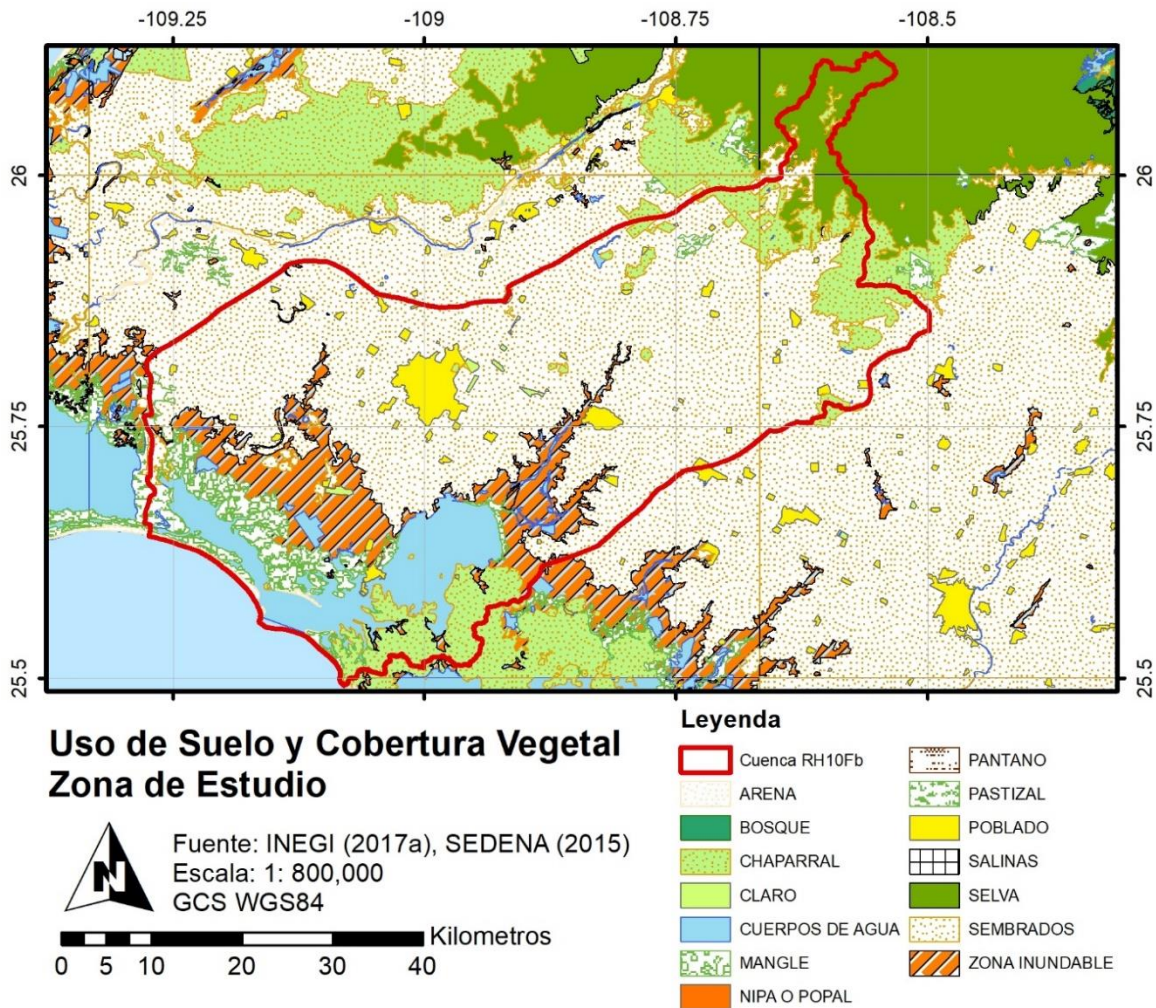 -109.25 -109 -108.75 -108.5
26 26
25.75 25.75
25.5 25.5
Uso de Suelo y Cobertura Vegetal
Zona de Estudio
N
Fuente: INEGI (2017a), SEDENA (2015)
Escala: 1: 800,000
GCS WGS84
Kilometros
0 5 10 20 30 40
Leyenda
Cuenca RH10Fb
ARENA
BOSQUE
CHAPARRAL
CLARO
CUERPOS DE AGUA
MANGLE
NIPA O POPAL
PANTANO
PASTIZAL
POBLADO
SALINAS
SELVA
SEMBRADOS
ZONA INUNDABLE